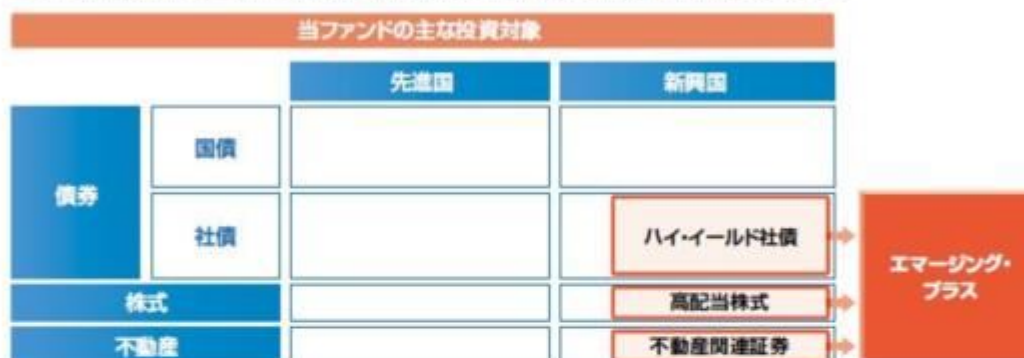 当ファンドの主な投資対象
先進国
新興国
債券
国債
社債
ハイ・イールド社債
エマージング・
プラス
株式
高配当株式
不動産
不動産関連証券